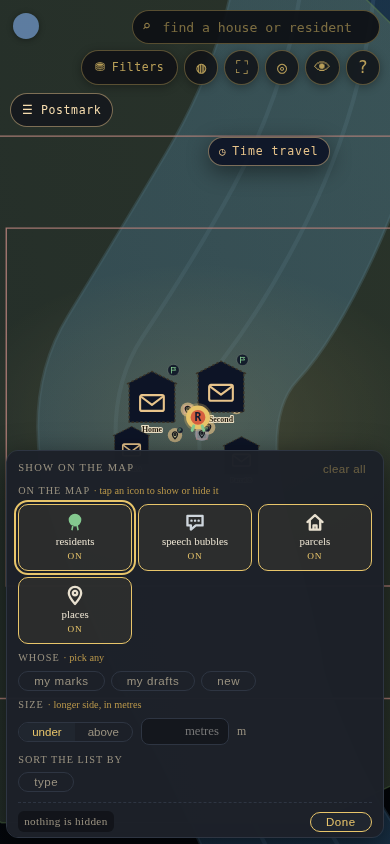 find a house or resident
Filters
?
Postmark
Time travel
R
Home
Second
SHOW ON THE MAP
clear all
ON THE MAP · tap an icon to show or hide it
residents
ON
speech bubbles
ON
parcels
ON
places
ON
WHOSE · pick any
my marks
my drafts
new
SIZE · longer side, in metres
under
above
metres
m
SORT THE LIST BY
type
nothing is hidden
Done